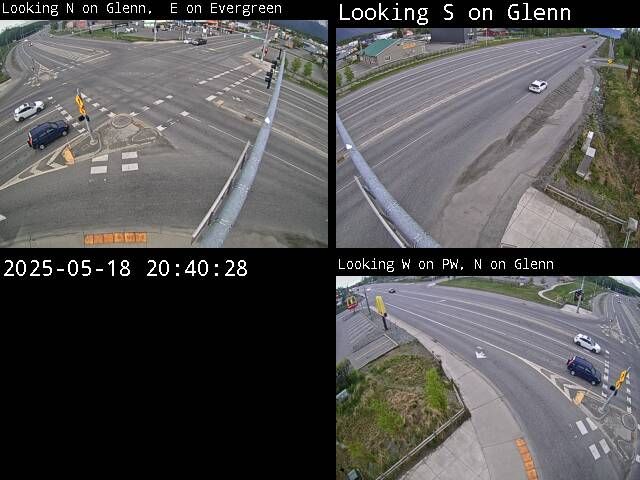 Looking N on Glenn,  E on Evergreen
Looking S on Glenn
2025-05-18 20:40:28
Looking W on PW, N on Glenn